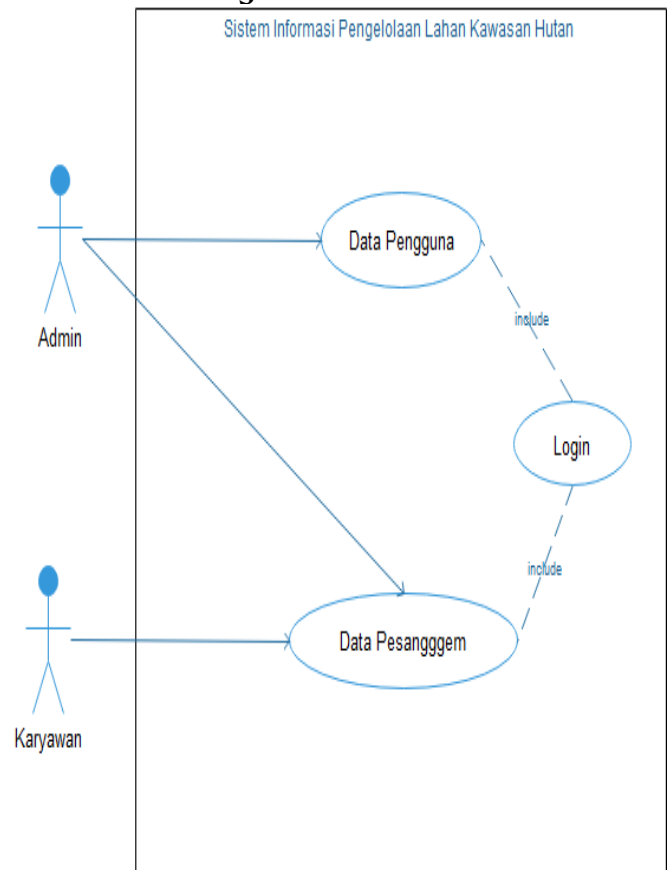 Sistem Informasi Pengelolaan Lahan Kawasan Hutan
Data Pengguna
Admin
include
Login
include
Data Pesangggem
Karyawan